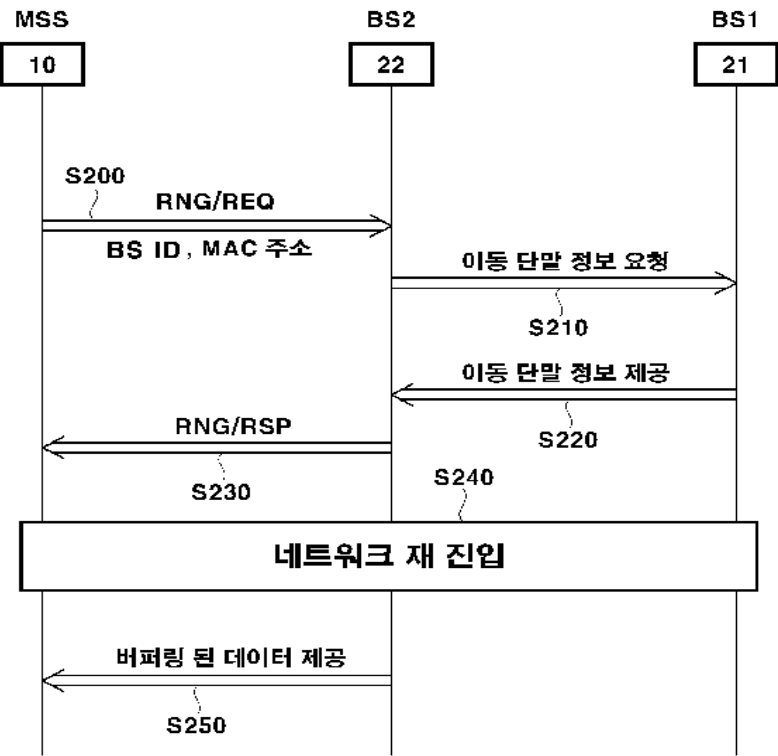 MSS BS2 BS1
10 22 21
S200
RNG/REQ
BS ID, MAC 주소
이동 단말 정보 요청
S210
이동 단말 정보 제공
S220
RNG/RSP
S230
S240
네트워크 재 진입
버퍼링 된 데이터 제공
S250